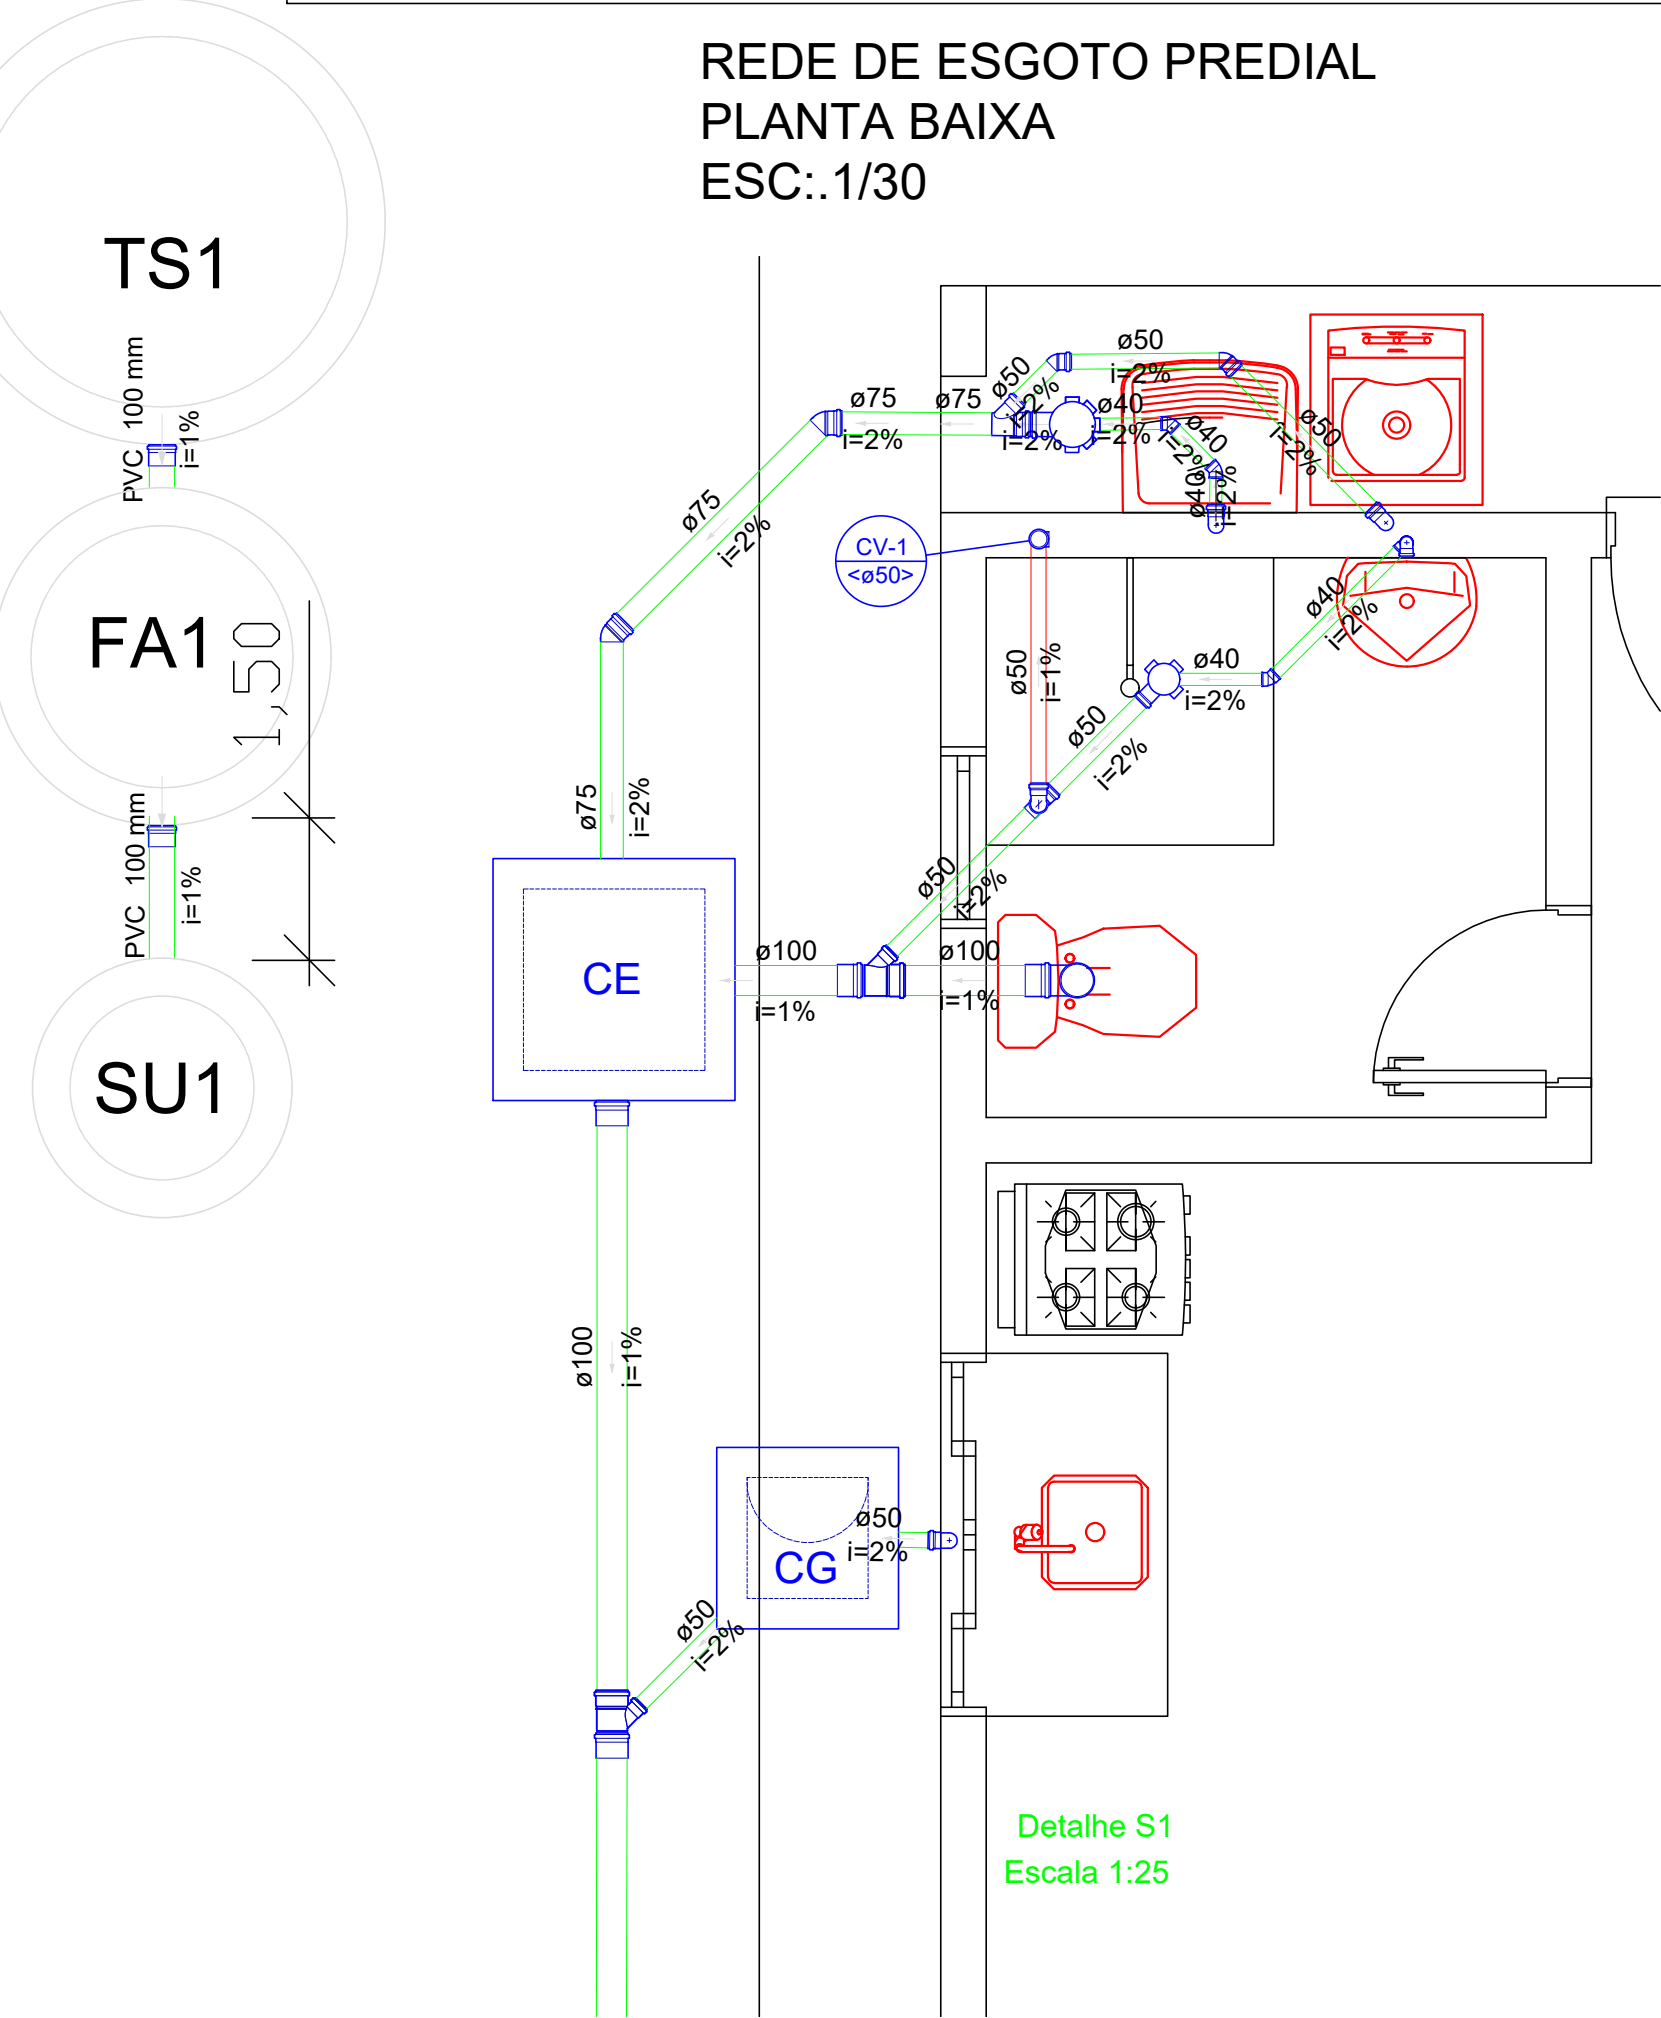 REDE DE ESGOTO PREDIAL
PLANTA BAIXA
ESC:.1/30
TS1
PVC 100 mm
i=1%
FA1
1,50
PVC 100 mm
i=1%
SU1
ø50
i=2%
ø50
i=2%
ø75
i=2%
ø75
i=2%
ø40
i=2%
ø40
i=2%
ø40
i=2%
ø50
i=2%
ø75
i=2%
CV-1
<ø50>
ø50
i=1%
ø40
i=2%
ø40
i=2%
ø50
i=2%
ø75
i=2%
ø50
i=2%
CE
ø100
i=1%
ø100
i=1%
ø100
i=1%
ø50
i=2%
CG
ø50
i=2%
Detalhe S1
Escala 1:25